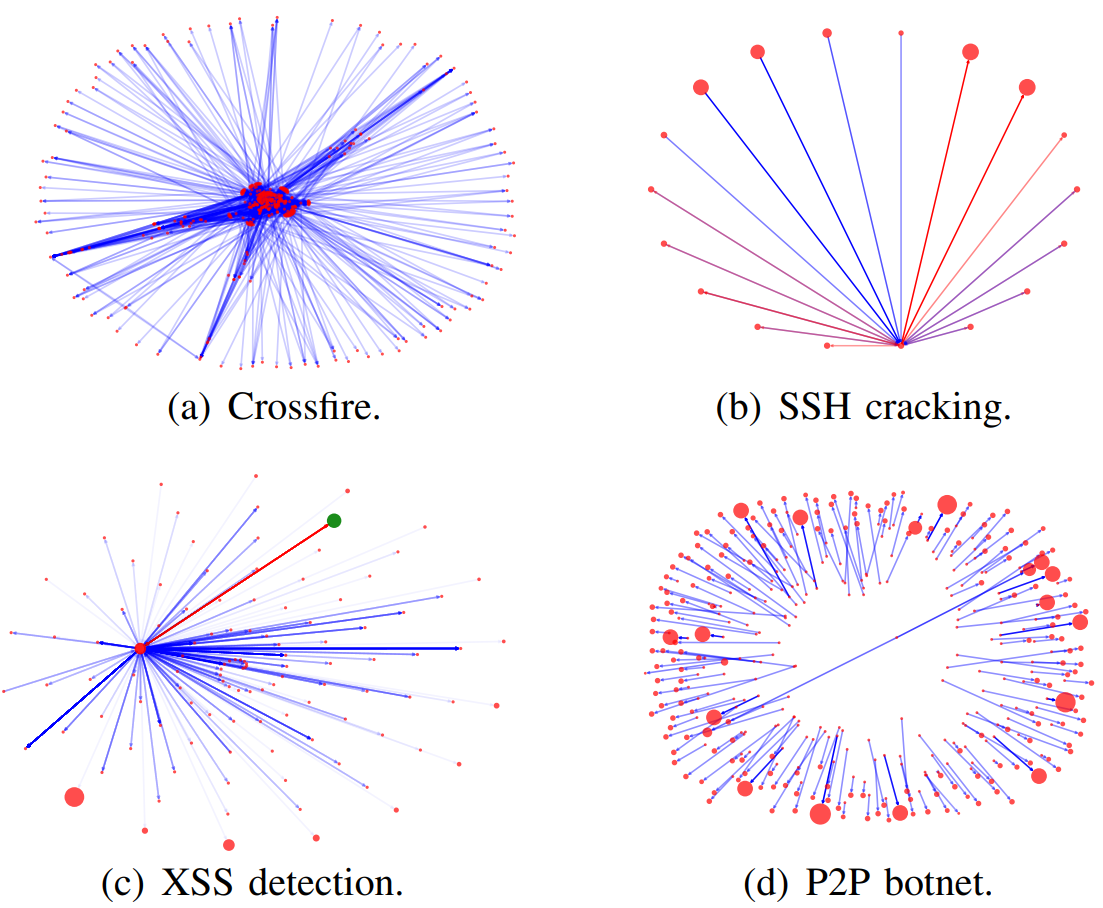 (a) Crossfire.
(b) SSH cracking.
(c) XSS detection.
(d) P2P botnet.